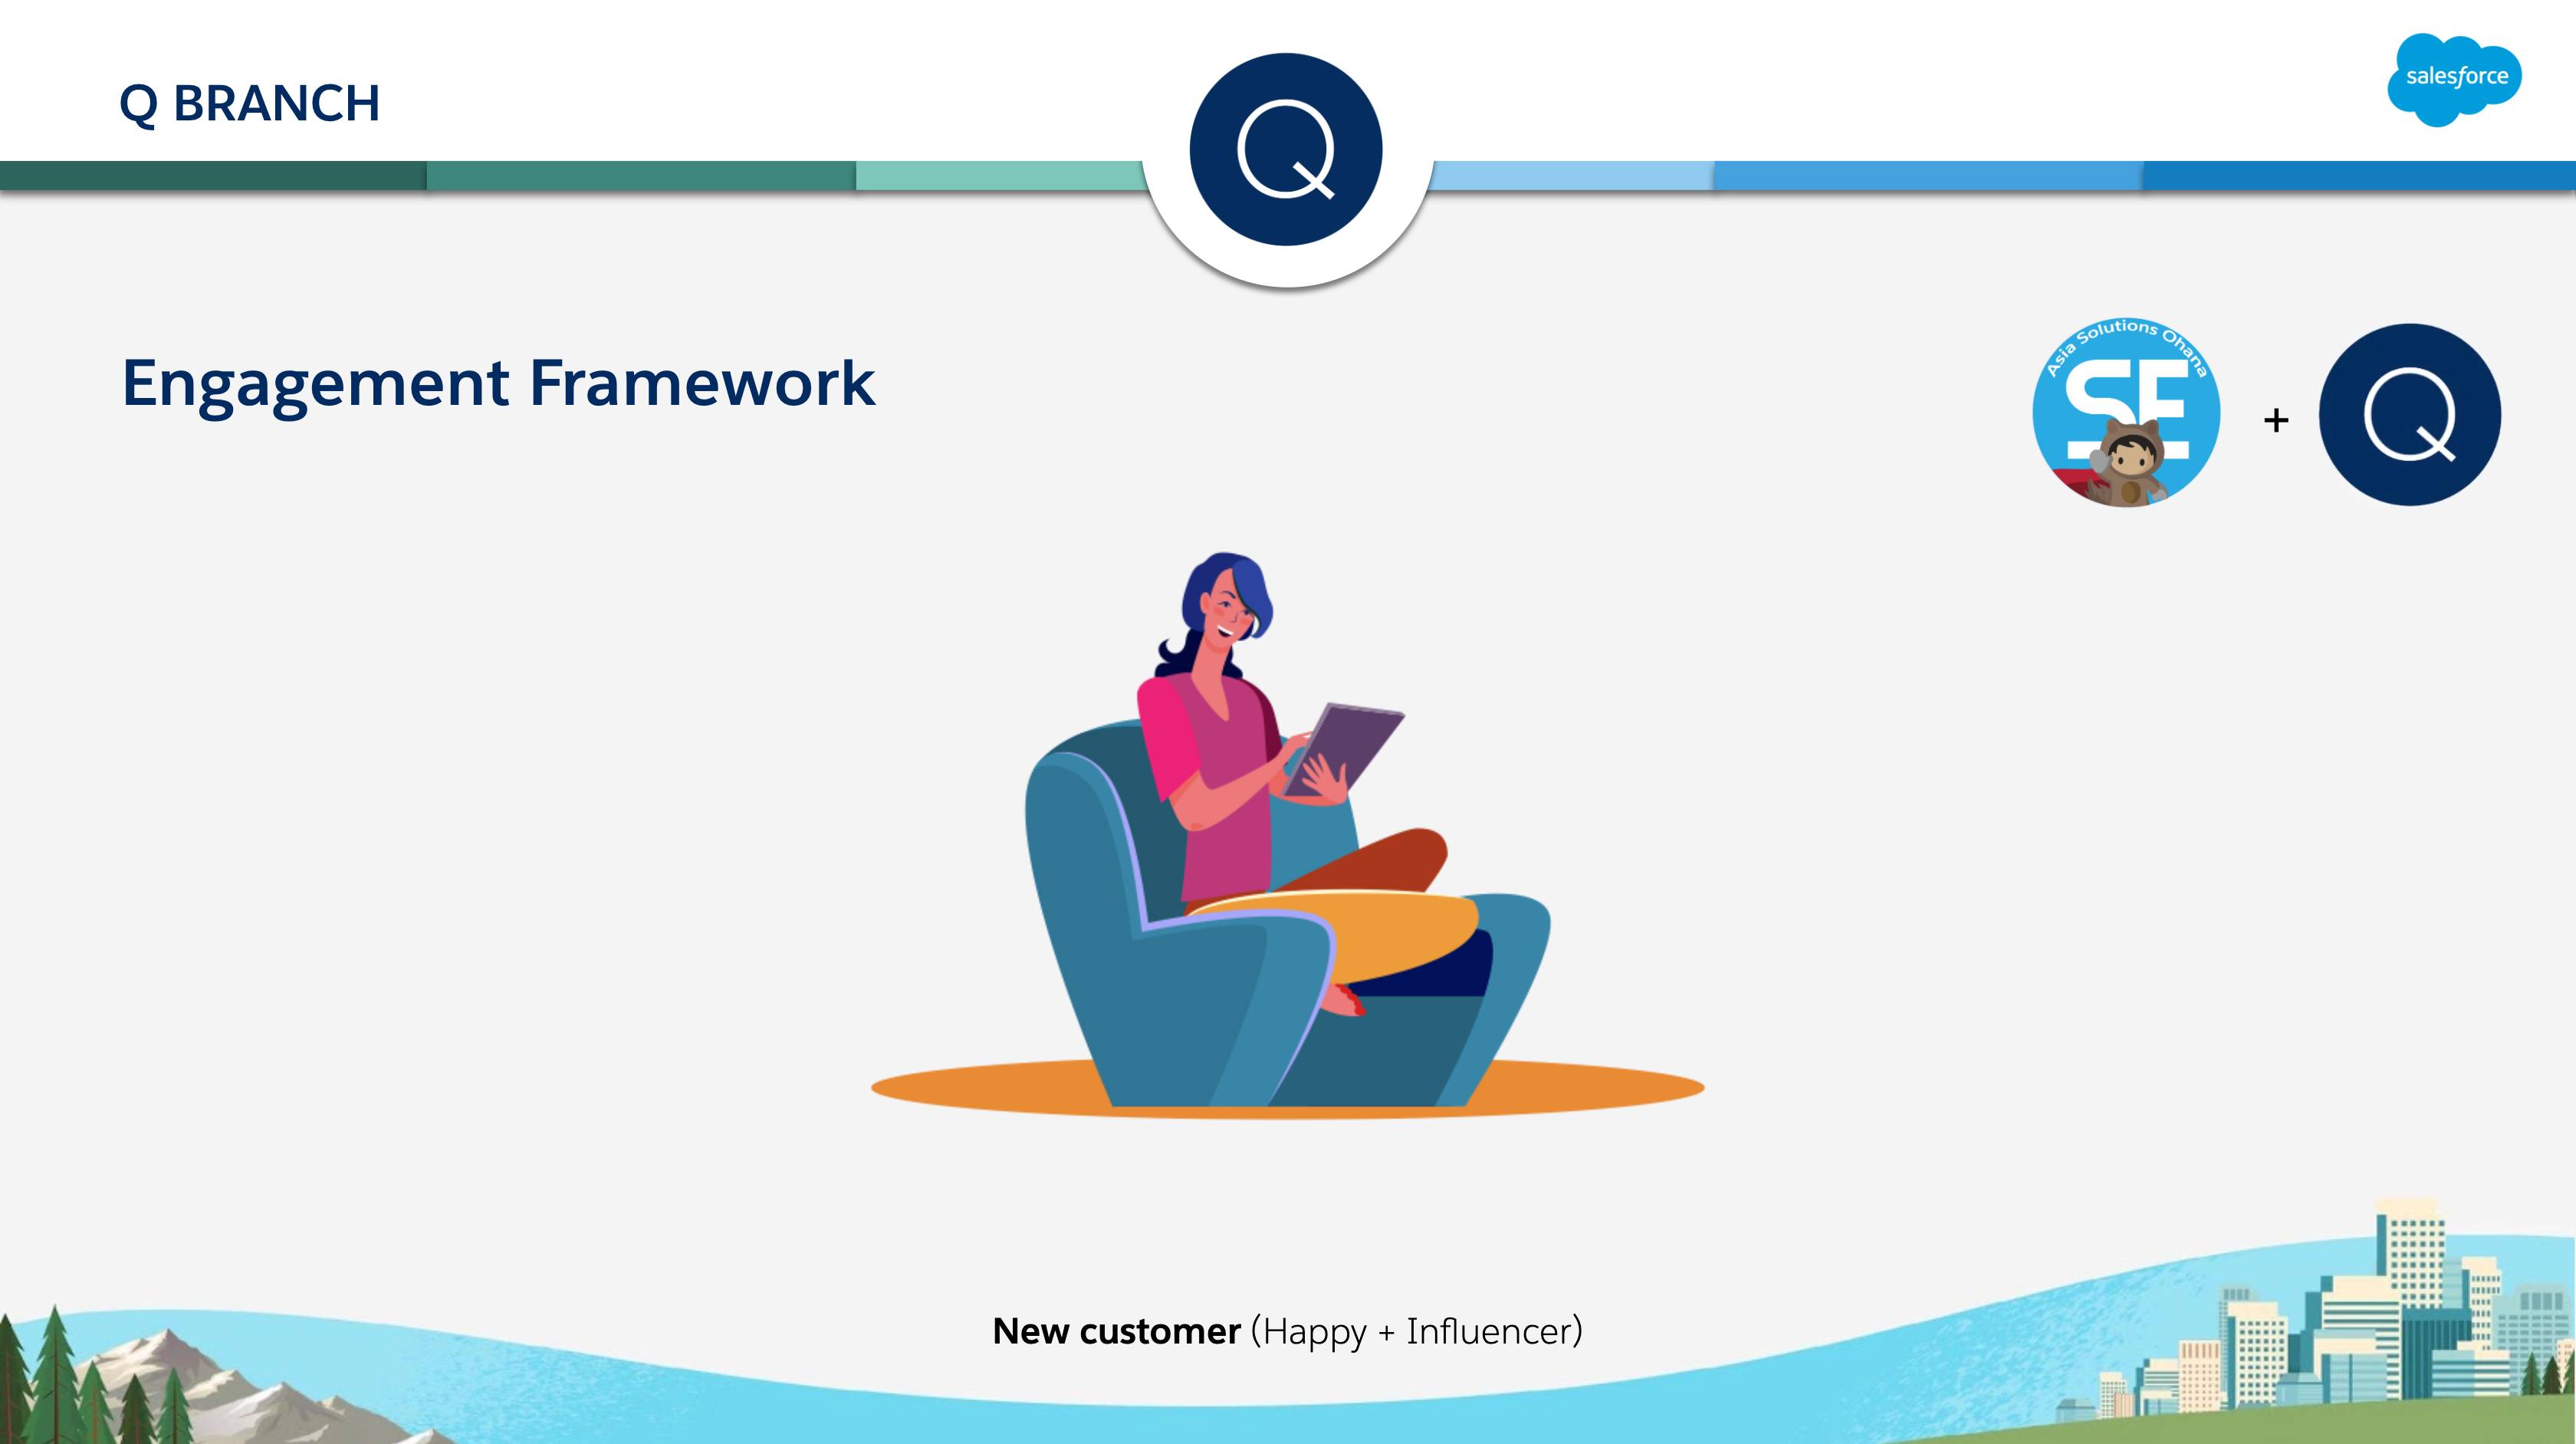 Q BRANCH
Q
salesforce
Engagement Framework
Asia Solutions Ohana
SE
+
Q
New customer (Happy + Influencer)